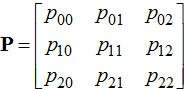 p₀₀ p₀₁ p₀₂
P = p₁₀ p₁₁ p₁₂
p₂₀ p₂₁ p₂₂